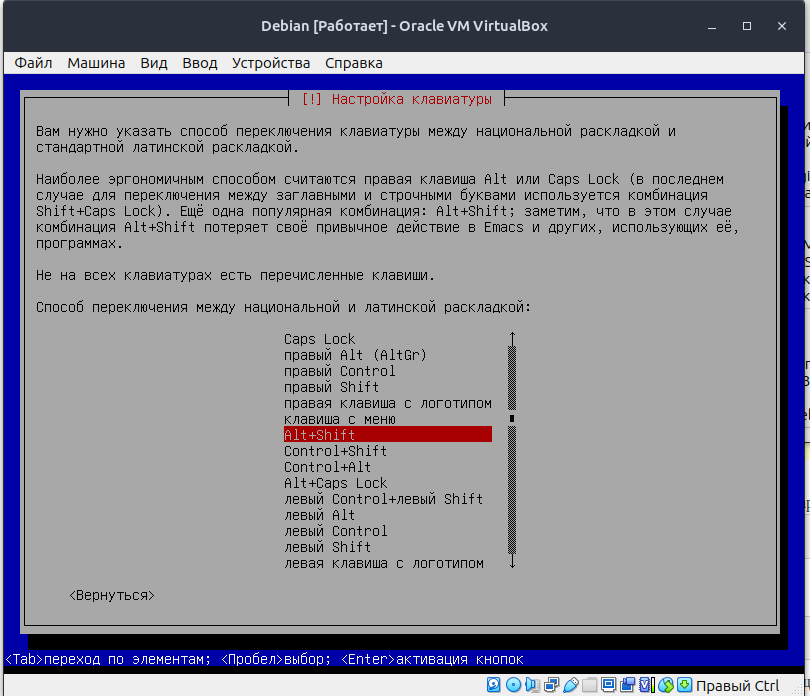 Debian [Работает] - Oracle VM VirtualBox
Файл Машина Вид Ввод Устройства Справка
[!] Настройка клавиатуры
Вам нужно указать способ переключения клавиатуры между национальной раскладкой и
стандартной латинской раскладкой.
Наиболее эргономичным способом считаются правая клавиша Alt или Caps Lock (в последнем
случае для переключения между заглавными и строчными буквами используется комбинация
Shift+Caps Lock). Ещё одна популярная комбинация: Alt+Shift; заметим, что в этом случае
комбинация Alt+Shift потеряет своё привычное действие в Emacs и других, использующих её,
программах.
Не на всех клавиатурах есть перечисленные клавиши.
Способ переключения между национальной и латинской раскладкой:
Caps Lock
правый Alt (AltGr)
правый Control
правый Shift
правая клавиша с логотипом
клавиша с меню
Alt+Shift
Control+Shift
Control+Alt
Alt+Caps Lock
левый Control+левый Shift
левый Alt
левый Control
левый Shift
левая клавиша с логотипом
<Вернуться>
<Tab>переход по элементам; <Пробел>выбор; <Enter>активация кнопок
Правый Ctrl